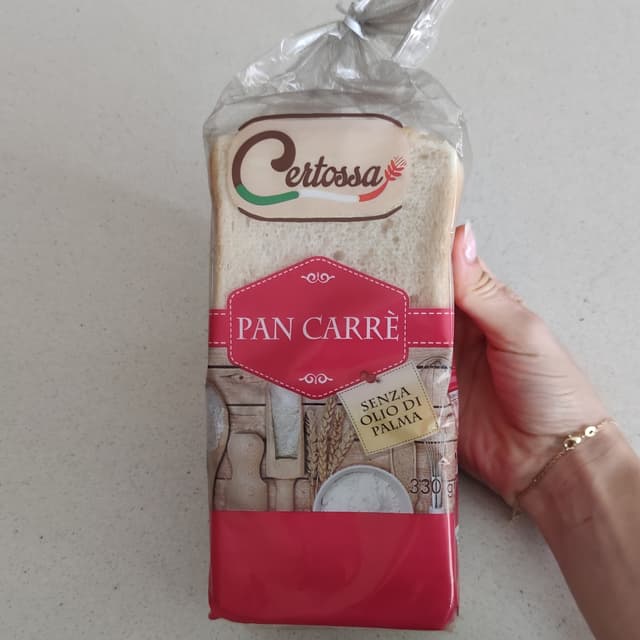 Certossa
PAN CARRÈ
SENZA
OLIO DI
PALMA
330 g